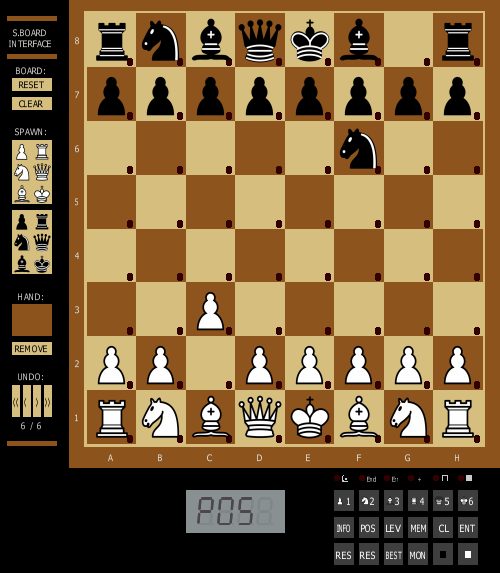 S.BOARD
INTERFACE
BOARD:
RESET
CLEAR
SPAWN:
HAND:
REMOVE
UNDO:
<< < > >>
6 / 6
8
7
6
5
4
3
2
1
A B C D E F G H
POS
End Err +
1 2 3 4 5 6
INFO POS LEV MEM CL ENT
RES RES BEST MON